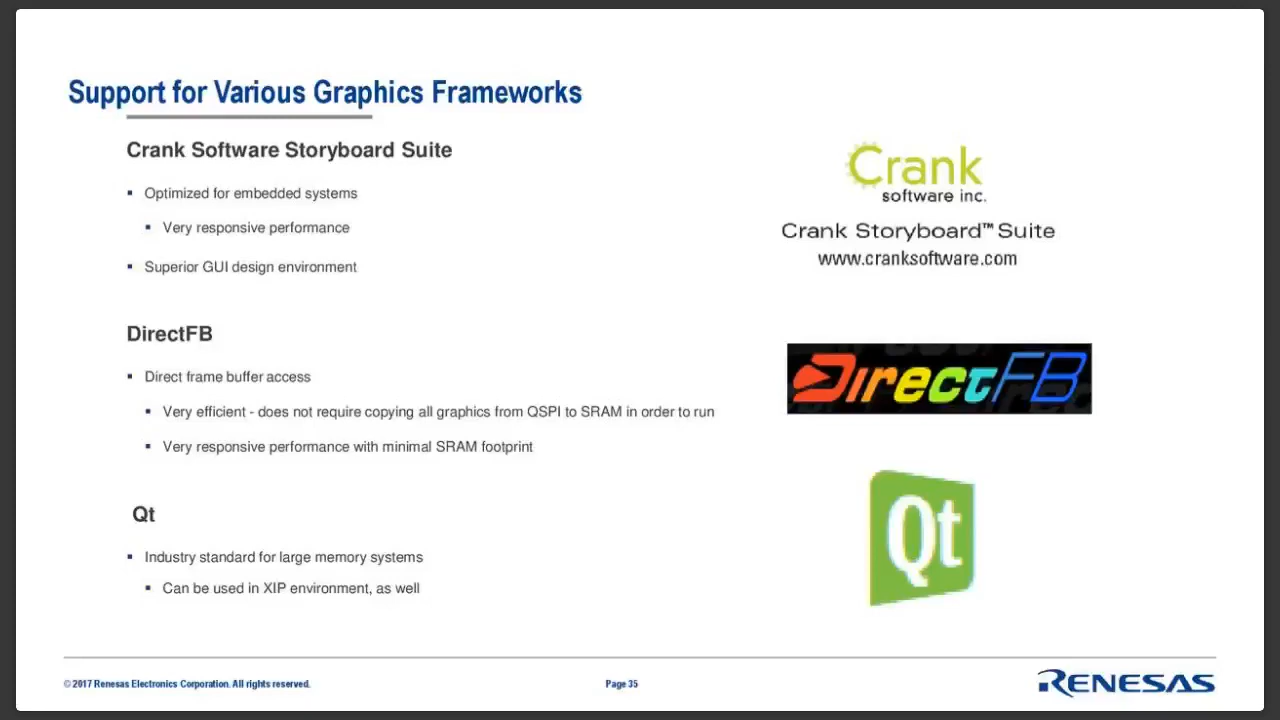 Support for Various Graphics Frameworks
Crank Software Storyboard Suite
▪ Optimized for embedded systems
▪ Very responsive performance
▪ Superior GUI design environment
Crank
software inc.
Crank Storyboard™ Suite
www.cranksoftware.com
DirectFB
▪ Direct frame buffer access
▪ Very efficient - does not require copying all graphics from QSPI to SRAM in order to run
▪ Very responsive performance with minimal SRAM footprint
DirectFB
Qt
▪ Industry standard for large memory systems
▪ Can be used in XIP environment, as well
Qt
© 2017 Renesas Electronics Corporation. All rights reserved.
Page 35
RENESAS